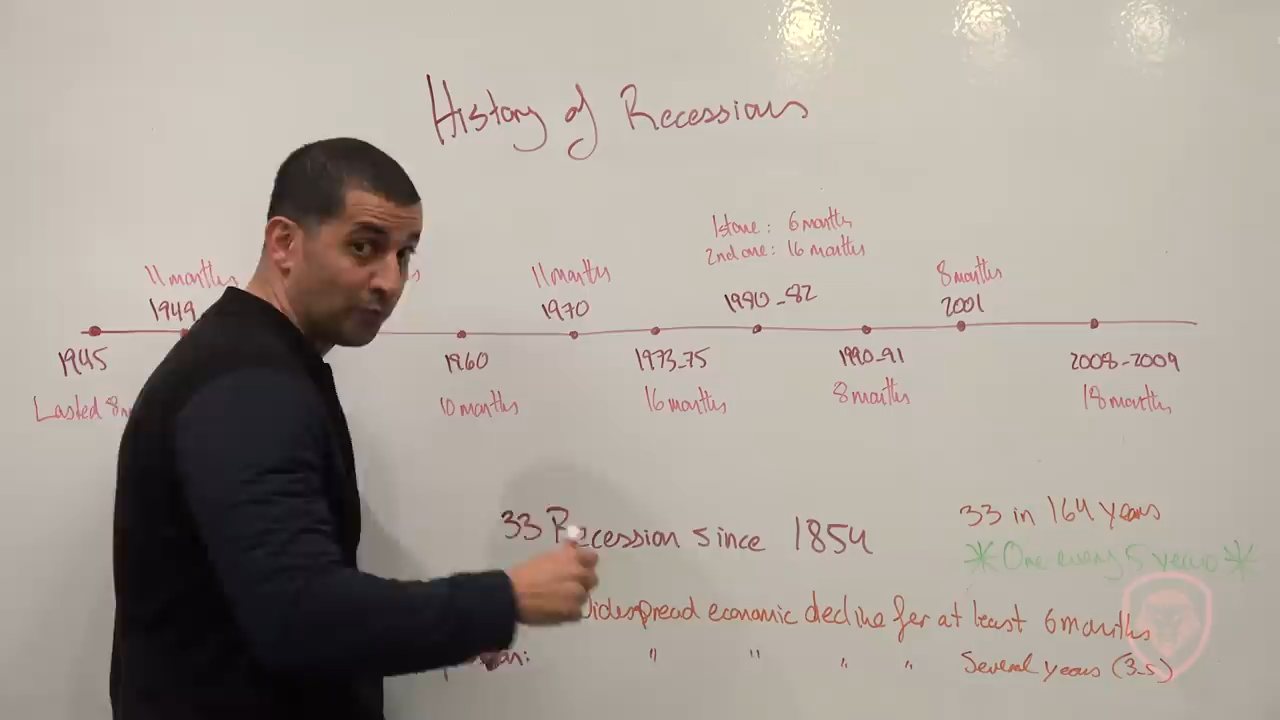 History of Recessions
1st one: 6 months
2nd one: 16 months
11 months
11 months
8 months
1949
1970
1980-82
2001
1945
1960
1973-75
1990-91
2008-2009
Lasted 8
10 months
16 months
8 months
18 months
33 Recession since 1854
33 in 164 years
*One every 5 years*
Widespread economic decline for at least 6 months
" " " " Several years (3-5)